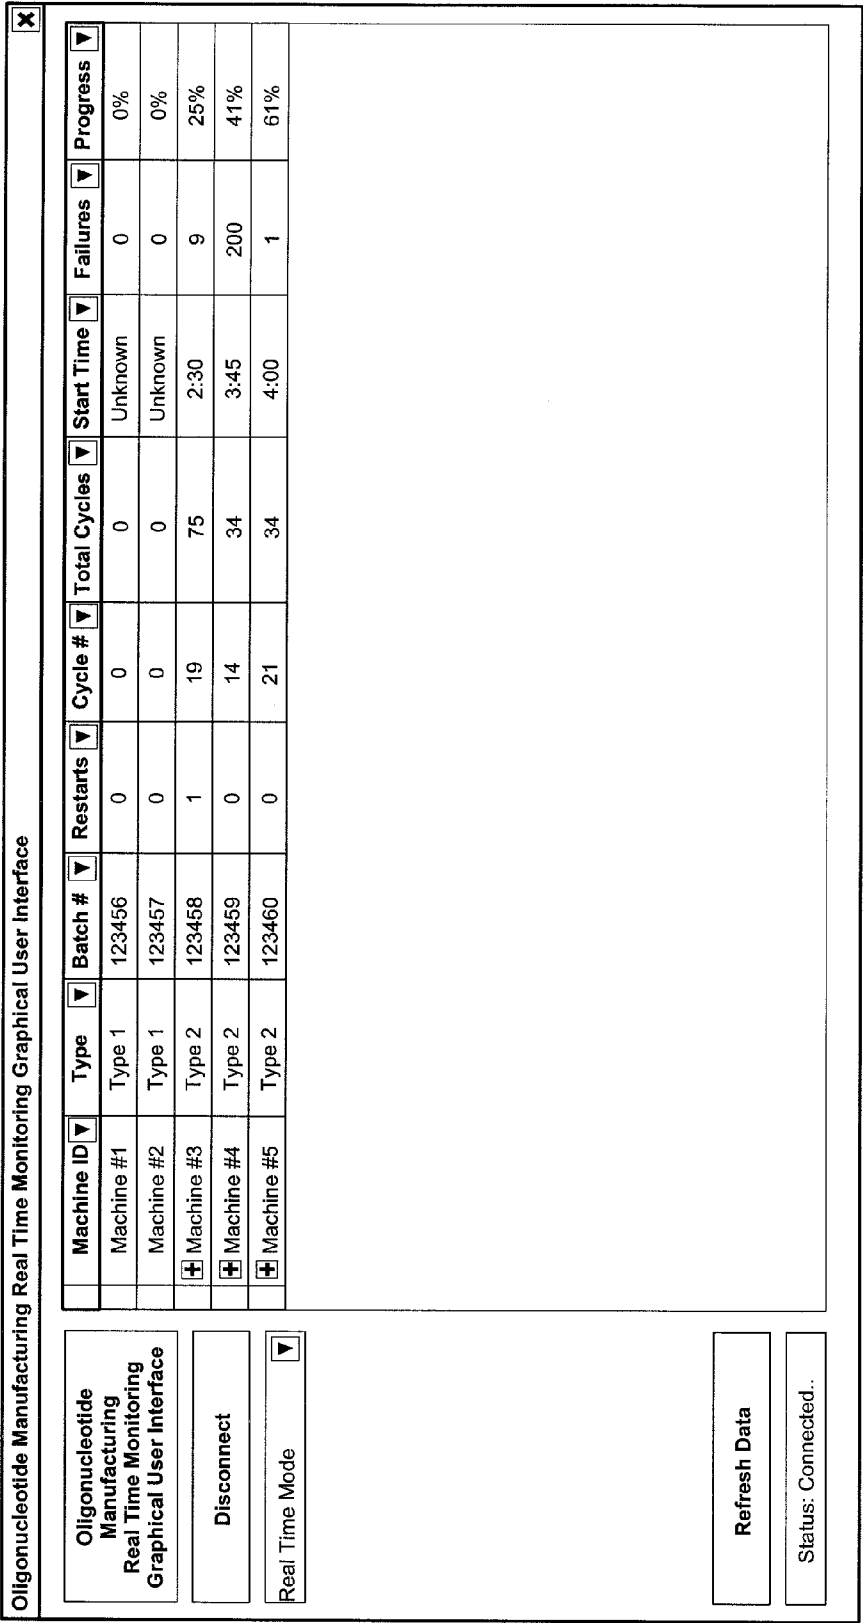 Oligonucleotide Manufacturing Real Time Monitoring Graphical User Interface
Oligonucleotide
Manufacturing
Real Time Monitoring
Graphical User Interface
Disconnect
Real Time Mode
Refresh Data
Status: Connected..
Machine ID Type Batch # Restarts Cycle # Total Cycles Start Time Failures Progress
Machine #1 Type 1 123456 0 0 0 Unknown 0 0%
Machine #2 Type 1 123457 0 0 0 Unknown 0 0%
Machine #3 Type 2 123458 1 19 75 2:30 9 25%
Machine #4 Type 2 123459 0 14 34 3:45 200 41%
Machine #5 Type 2 123460 0 21 34 4:00 1 61%